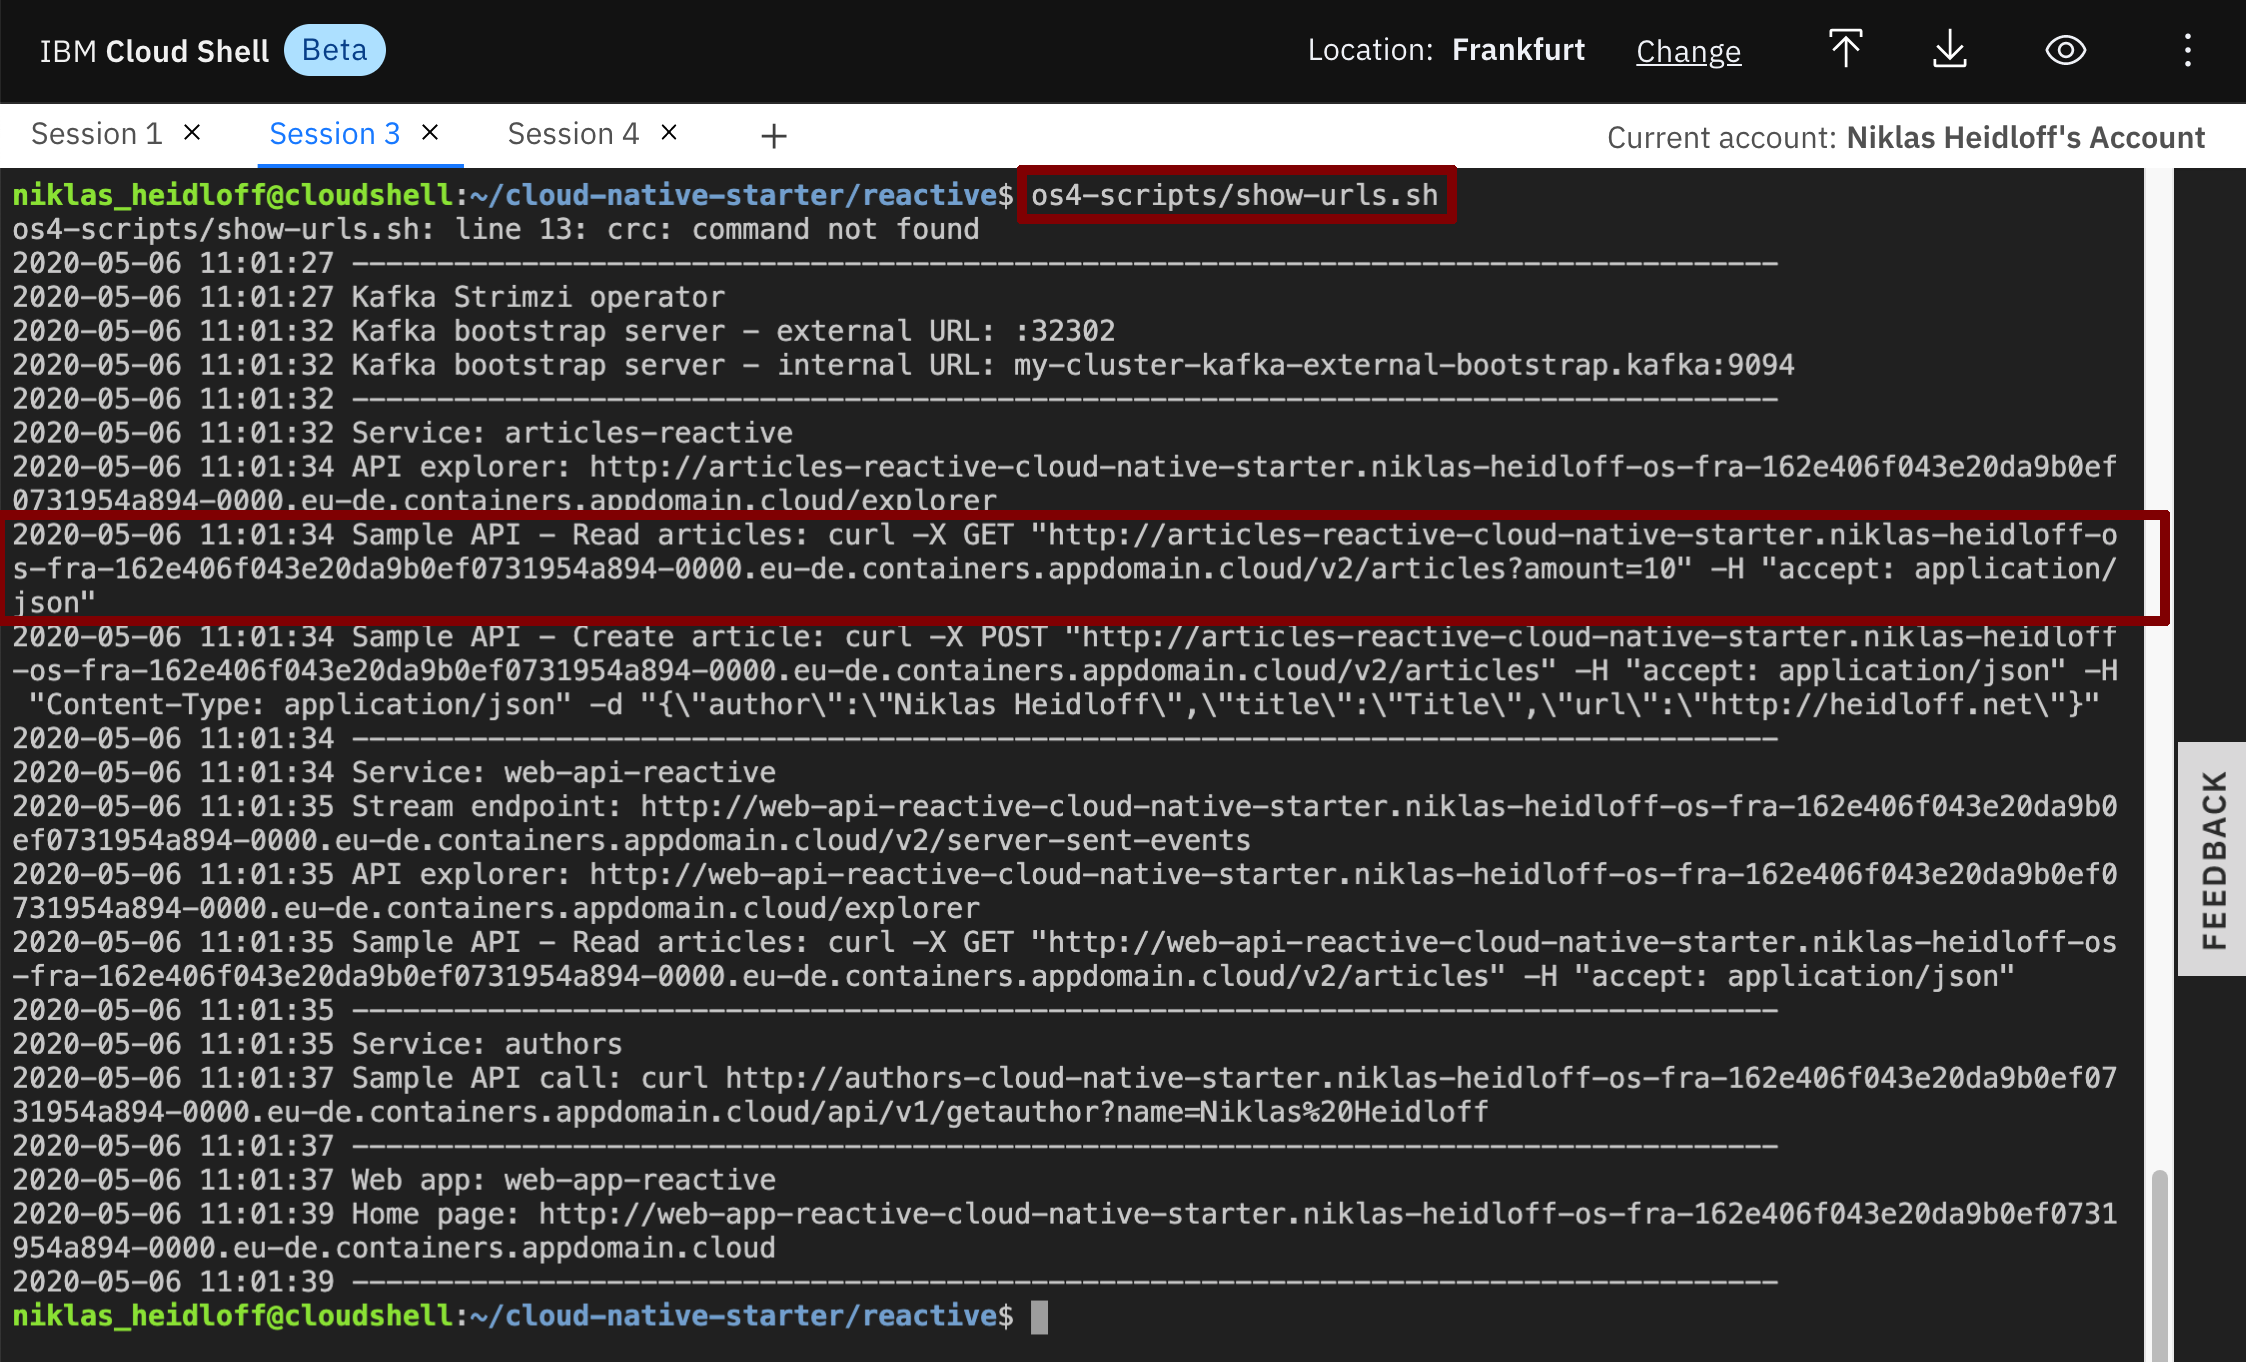 IBM Cloud Shell Beta Location: Frankfurt Change
Session 1 × Session 3 × Session 4 × + Current account: Niklas Heidloff's Account
niklas_heidloff@cloudshell:~/cloud-native-starter/reactive$ os4-scripts/show-urls.sh
os4-scripts/show-urls.sh: line 13: crc: command not found
2020-05-06 11:01:27 ------------------------------------------------------------------------------------
2020-05-06 11:01:27 Kafka Strimzi operator
2020-05-06 11:01:32 Kafka bootstrap server - external URL: :32302
2020-05-06 11:01:32 Kafka bootstrap server - internal URL: my-cluster-kafka-external-bootstrap.kafka:9094
2020-05-06 11:01:32 ------------------------------------------------------------------------------------
2020-05-06 11:01:32 Service: articles-reactive
2020-05-06 11:01:34 API explorer: http://articles-reactive-cloud-native-starter.niklas-heidloff-os-fra-162e406f043e20da9b0ef
0731954a894-0000.eu-de.containers.appdomain.cloud/explorer
2020-05-06 11:01:34 Sample API - Read articles: curl -X GET "http://articles-reactive-cloud-native-starter.niklas-heidloff-o
s-fra-162e406f043e20da9b0ef0731954a894-0000.eu-de.containers.appdomain.cloud/v2/articles?amount=10" -H "accept: application/
json"
2020-05-06 11:01:34 Sample API - Create article: curl -X POST "http://articles-reactive-cloud-native-starter.niklas-heidloff
-os-fra-162e406f043e20da9b0ef0731954a894-0000.eu-de.containers.appdomain.cloud/v2/articles" -H "accept: application/json" -H
"Content-Type: application/json" -d "{\"author\":\"Niklas Heidloff\",\"title\":\"Title\",\"url\":\"http://heidloff.net\"}"
2020-05-06 11:01:34 ------------------------------------------------------------------------------------
2020-05-06 11:01:34 Service: web-api-reactive
2020-05-06 11:01:35 Stream endpoint: http://web-api-reactive-cloud-native-starter.niklas-heidloff-os-fra-162e406f043e20da9b0
ef0731954a894-0000.eu-de.containers.appdomain.cloud/v2/server-sent-events
2020-05-06 11:01:35 API explorer: http://web-api-reactive-cloud-native-starter.niklas-heidloff-os-fra-162e406f043e20da9b0ef0
731954a894-0000.eu-de.containers.appdomain.cloud/explorer
2020-05-06 11:01:35 Sample API - Read articles: curl -X GET "http://web-api-reactive-cloud-native-starter.niklas-heidloff-os
-fra-162e406f043e20da9b0ef0731954a894-0000.eu-de.containers.appdomain.cloud/v2/articles" -H "accept: application/json"
2020-05-06 11:01:35 ------------------------------------------------------------------------------------
2020-05-06 11:01:35 Service: authors
2020-05-06 11:01:37 Sample API call: curl http://authors-cloud-native-starter.niklas-heidloff-os-fra-162e406f043e20da9b0ef07
31954a894-0000.eu-de.containers.appdomain.cloud/api/v1/getauthor?name=Niklas%20Heidloff
2020-05-06 11:01:37 ------------------------------------------------------------------------------------
2020-05-06 11:01:37 Web app: web-app-reactive
2020-05-06 11:01:39 Home page: http://web-app-reactive-cloud-native-starter.niklas-heidloff-os-fra-162e406f043e20da9b0ef0731
954a894-0000.eu-de.containers.appdomain.cloud
2020-05-06 11:01:39 ------------------------------------------------------------------------------------
niklas_heidloff@cloudshell:~/cloud-native-starter/reactive$
FEEDBACK